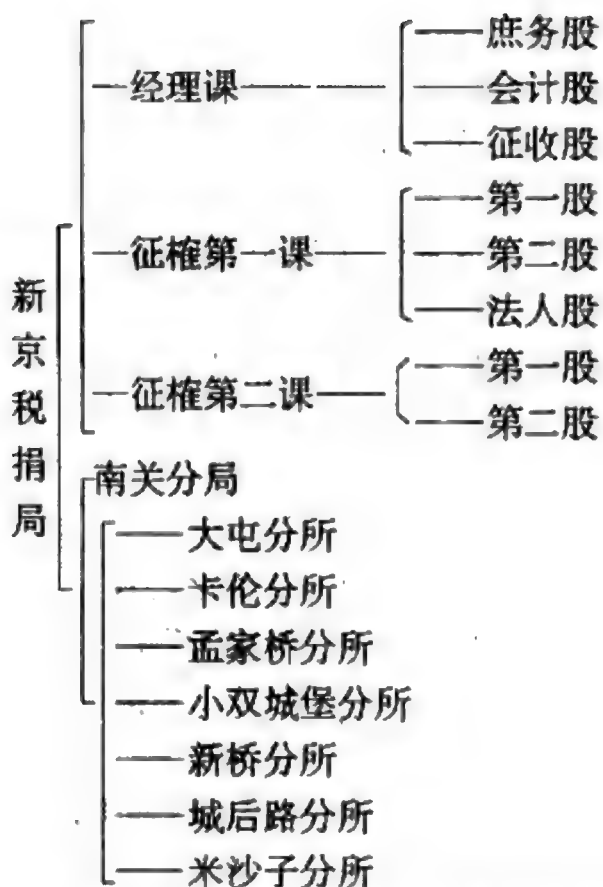 新京税捐局
经理课
庶务股
会计股
征收股
征榷第一课
第一股
第二股
法人股
征榷第二课
第一股
第二股
南关分局
大屯分所
卡伦分所
孟家桥分所
小双城堡分所
新桥分所
城后路分所
米沙子分所